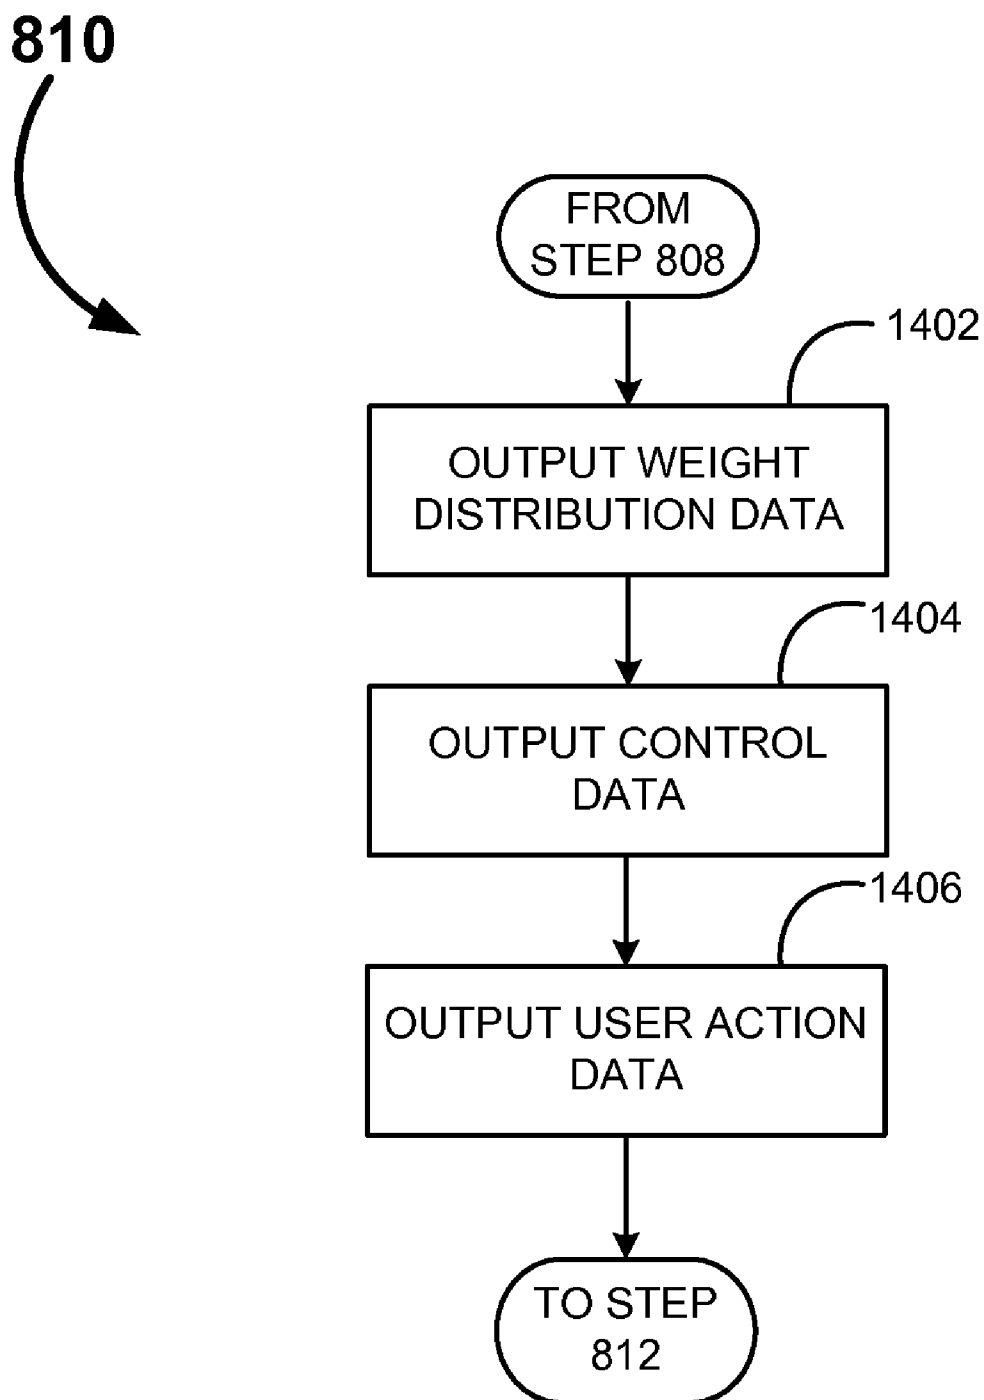 810
FROM
STEP 808
1402
OUTPUT WEIGHT
DISTRIBUTION DATA
1404
OUTPUT CONTROL
DATA
1406
OUTPUT USER ACTION
DATA
TO STEP
812